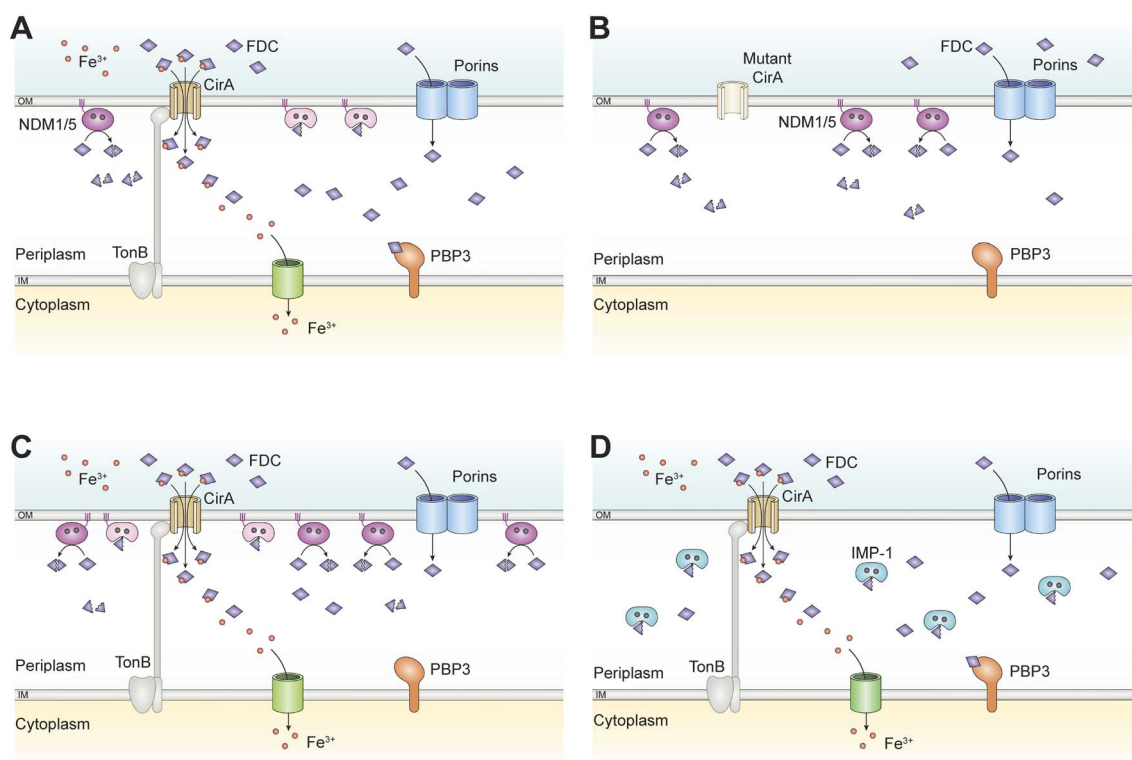 A
Fe³⁺
FDC
CirA
Porins
OM
NDM1/5
Periplasm
TonB
PBP3
IM
Cytoplasm
Fe³⁺
B
Mutant
CirA
FDC
Porins
OM
NDM1/5
Periplasm
PBP3
IM
Cytoplasm
C
Fe³⁺
FDC
CirA
Porins
OM
Periplasm
TonB
PBP3
IM
Cytoplasm
Fe³⁺
D
Fe³⁺
FDC
CirA
Porins
OM
IMP-1
Periplasm
TonB
PBP3
IM
Cytoplasm
Fe³⁺